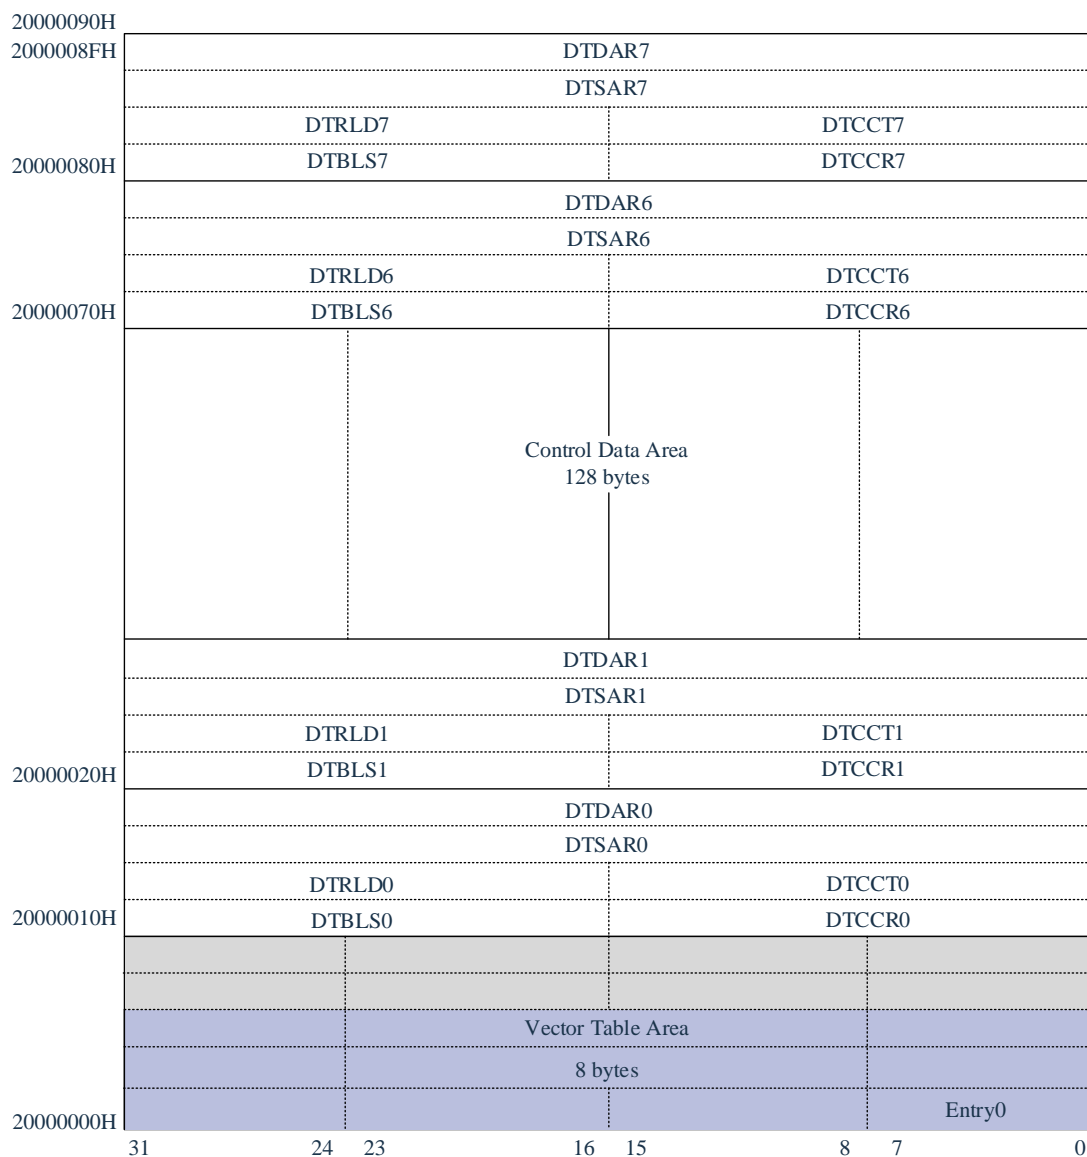 20000090H
2000008FH DTDAR7
DTSAR7
DTRLD7 DTCCT7
20000080H DTBLS7 DTCCR7
DTDAR6
DTSAR6
DTRLD6 DTCCT6
20000070H DTBLS6 DTCCR6
Control Data Area
128 bytes
DTDAR1
DTSAR1
DTRLD1 DTCCT1
20000020H DTBLS1 DTCCR1
DTDAR0
DTSAR0
DTRLD0 DTCCT0
20000010H DTBLS0 DTCCR0
Vector Table Area
8 bytes
20000000H Entry0
31 24 23 16 15 8 7 0